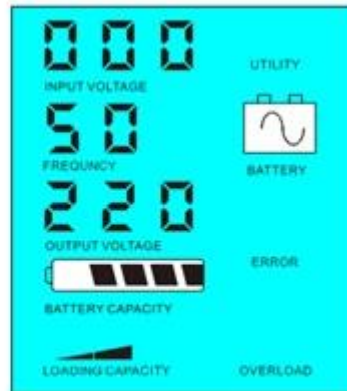 000
INPUT VOLTAGE
UTILITY
50
FREQUNCY
BATTERY
220
OUTPUT VOLTAGE
ERROR
BATTERY CAPACITY
LOADING CAPACITY
OVERLOAD